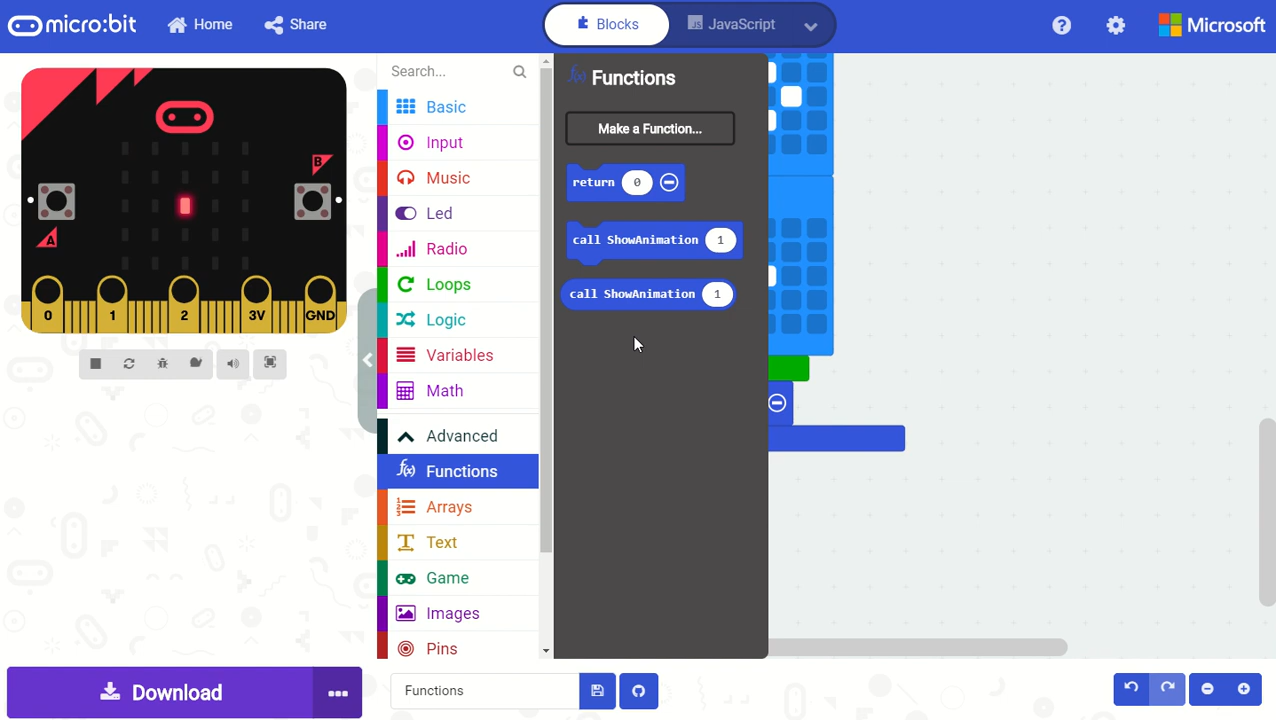 micro:bit Home Share Blocks JavaScript Microsoft
Search...
Basic
Input
Music
Led
Radio
Loops
Logic
Variables
Math
Advanced
Functions
Arrays
Text
Game
Images
Pins
Functions
Make a Function...
return 0
call ShowAnimation 1
call ShowAnimation 1
B
A
0 1 2 3V GND
Download
Functions